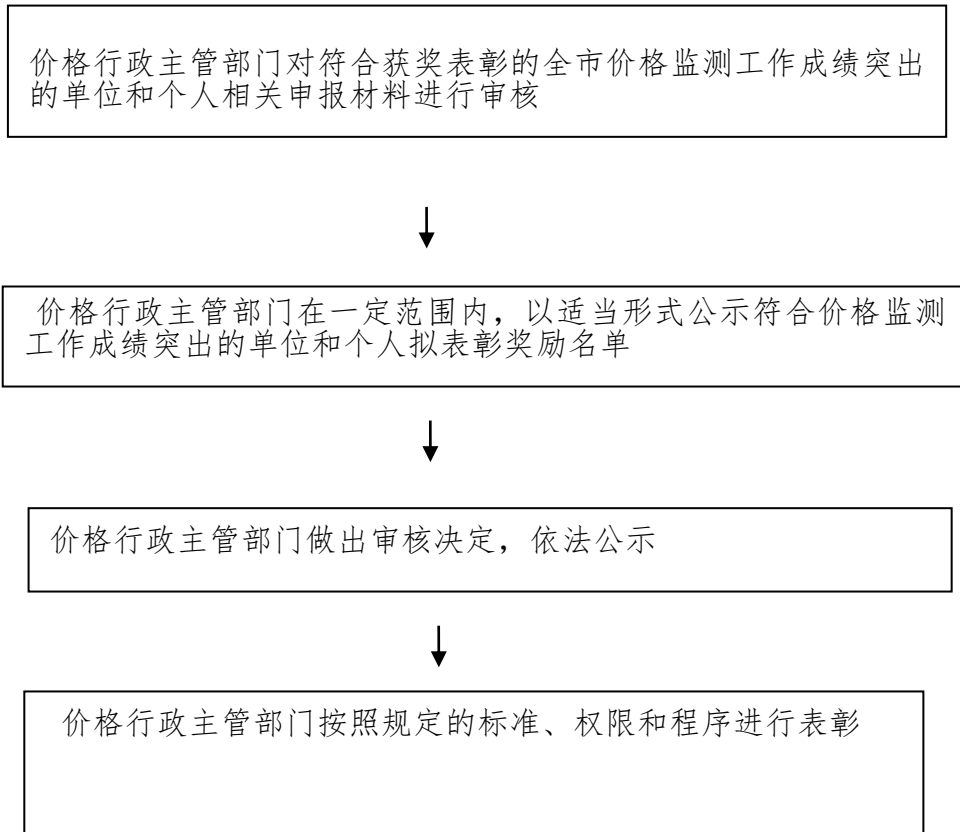 价格行政主管部门对符合获奖表彰的全市价格监测工作成绩突出
的单位和个人相关申报材料进行审核
价格行政主管部门在一定范围内，以适当形式公示符合价格监测
工作成绩突出的单位和个人拟表彰奖励名单
价格行政主管部门做出审核决定，依法公示
价格行政主管部门按照规定的标准、权限和程序进行表彰